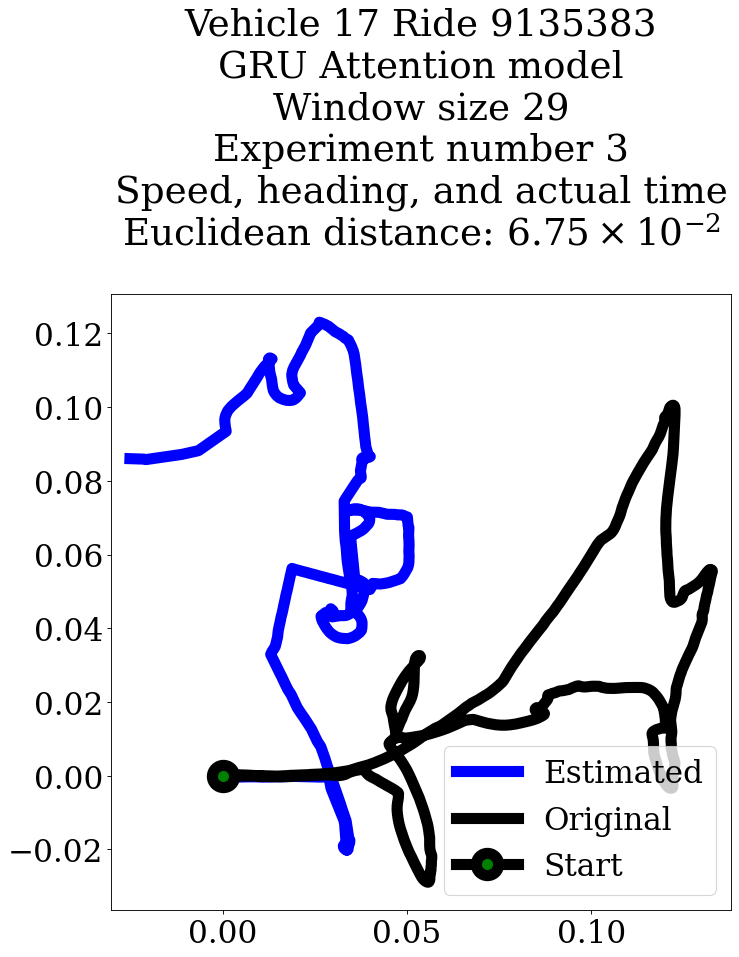 Vehicle 17 Ride 9135383
GRU Attention model
Window size 29
Experiment number 3
Speed, heading, and actual time
Euclidean distance: 6.75 × 10⁻²
0.12
0.10
0.08
0.06
0.04
0.02
0.00
−0.02
0.00 0.05 0.10
Estimated
Original
Start